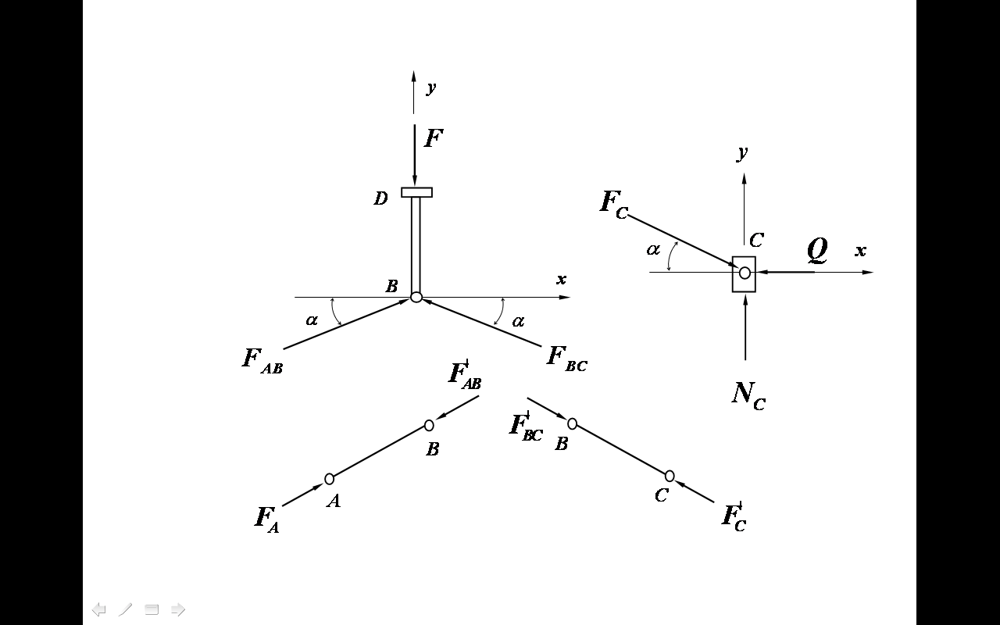 y
F
D
B
x
α
α
F_AB
F_BC
y
F_C
α
C
Q
x
N_C
F'_AB
B
A
F_A
F'_BC
B
C
F'_C